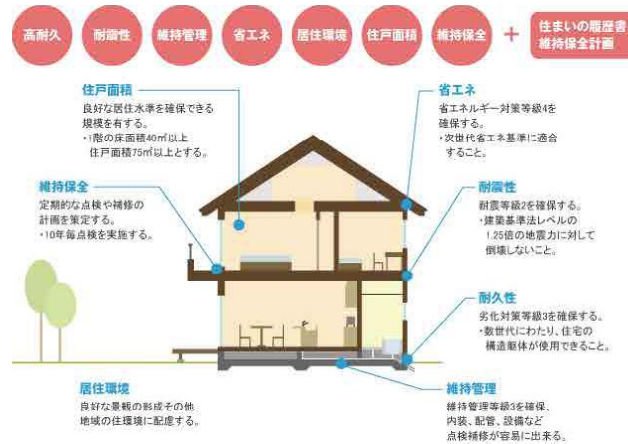 高耐久
耐震性
維持管理
省エネ
居住環境
住戸面積
維持保全
+
住まいの履歴書
維持保全計画
住戸面積
良好な居住水準を確保できる
規模を有する。
・1階の床面積40㎡以上
住戸面積75㎡以上とする。
省エネ
省エネルギー対策等級4を
確保する。
・次世代省エネ基準に適合
すること。
維持保全
定期的な点検や補修の
計画を策定する。
・10年毎点検を実施する。
耐震性
耐震等級2を確保する。
・建築基準法レベルの
1.25倍の地震力に対して
倒壊しないこと。
耐久性
劣化対策等級3を確保する。
・数世代にわたり、住宅の
構造躯体が使用できること。
居住環境
良好な景観の形成その他
地域の住環境に配慮する。
維持管理
維持管理等級3を確保、
内装、配管、設備など
点検補修が容易に出来る。